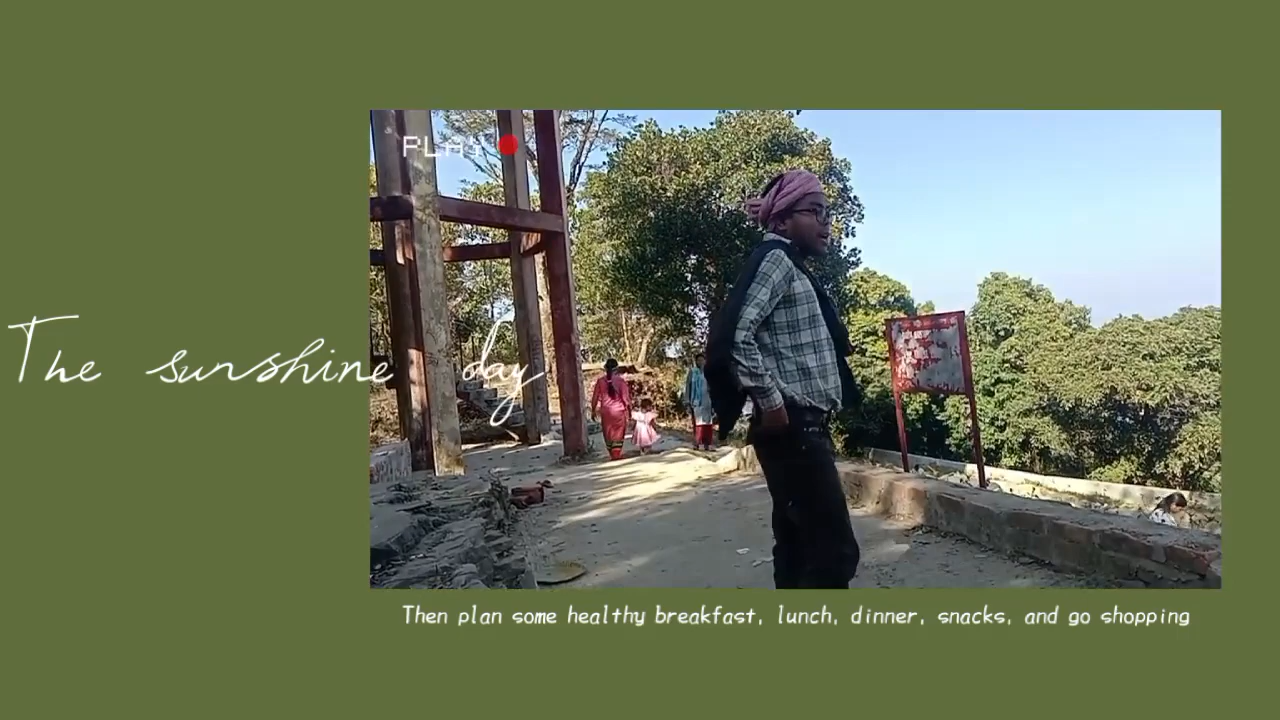 PLAY
The sunshine day
Then plan some healthy breakfast, lunch, dinner, snacks, and go shopping